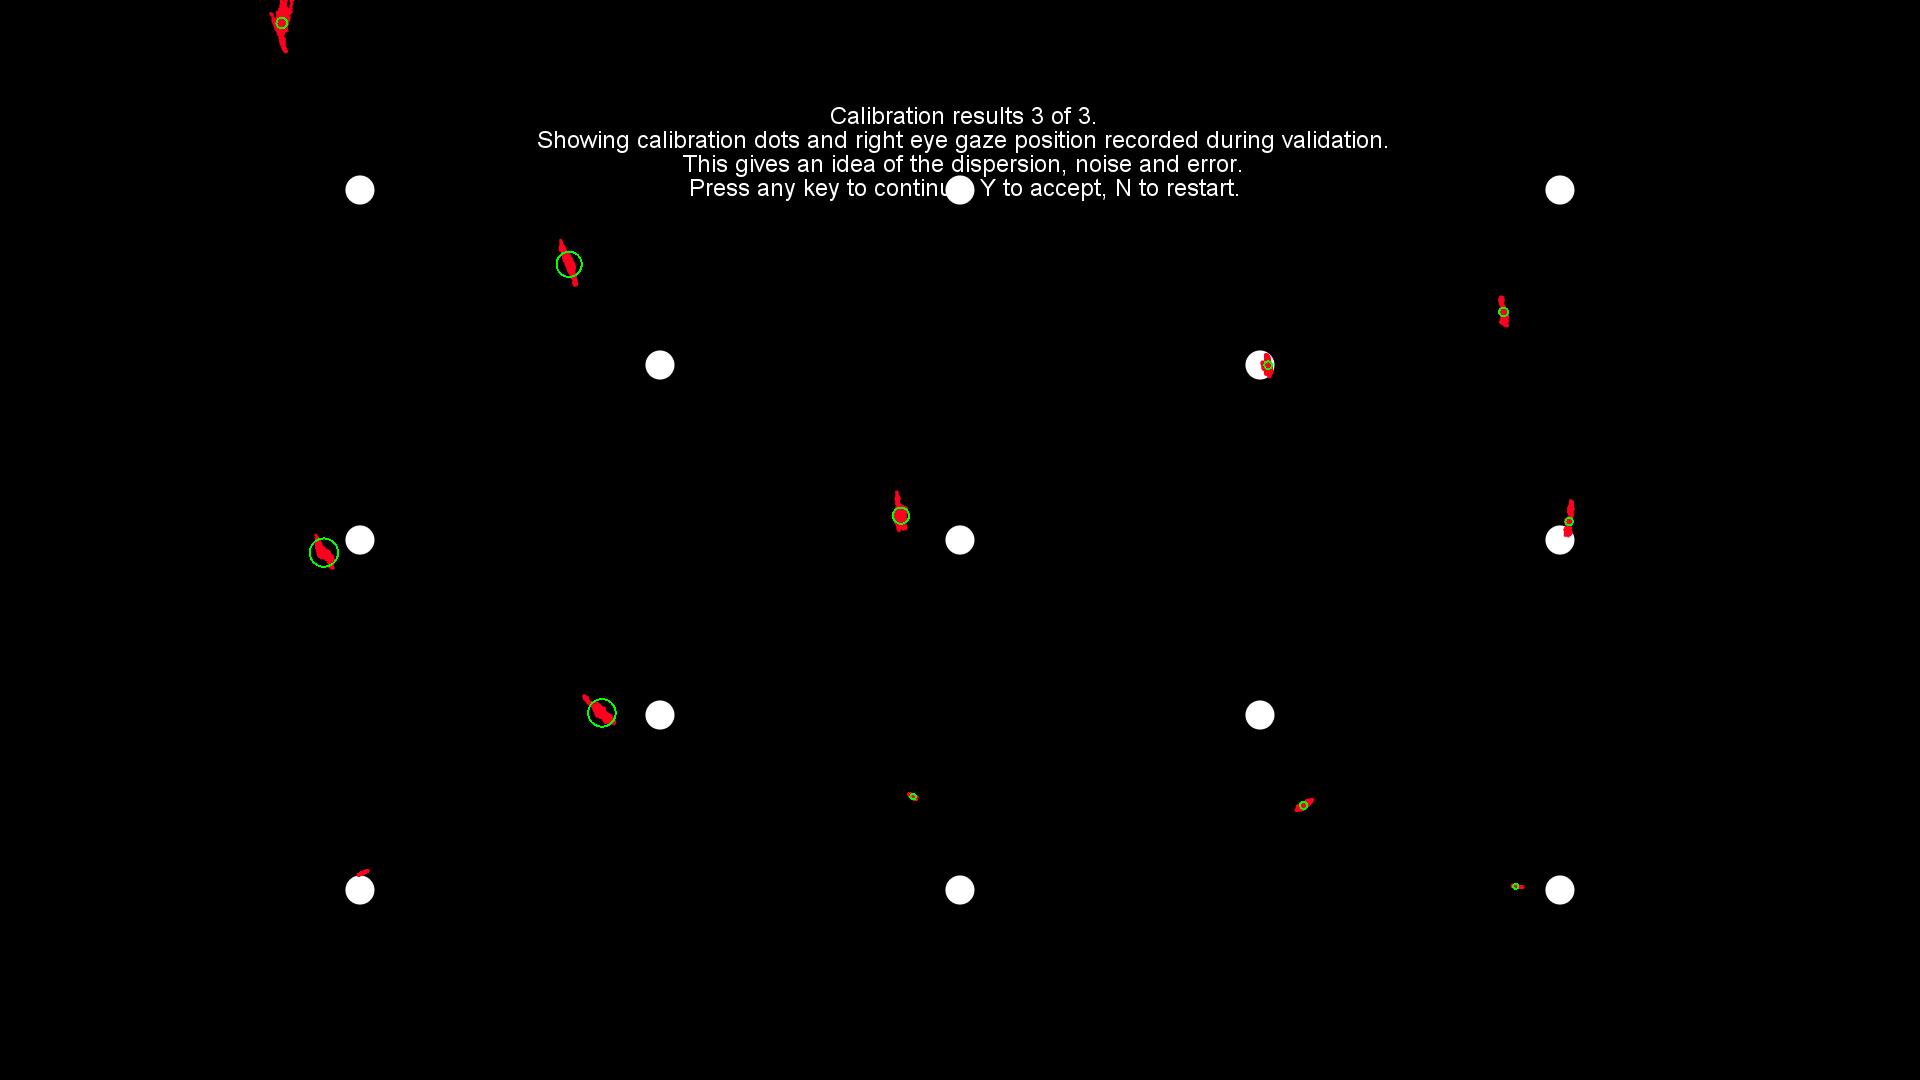 Calibration results 3 of 3.
Showing calibration dots and right eye gaze position recorded during validation.
This gives an idea of the dispersion, noise and error.
Press any key to continu Y to accept, N to restart.